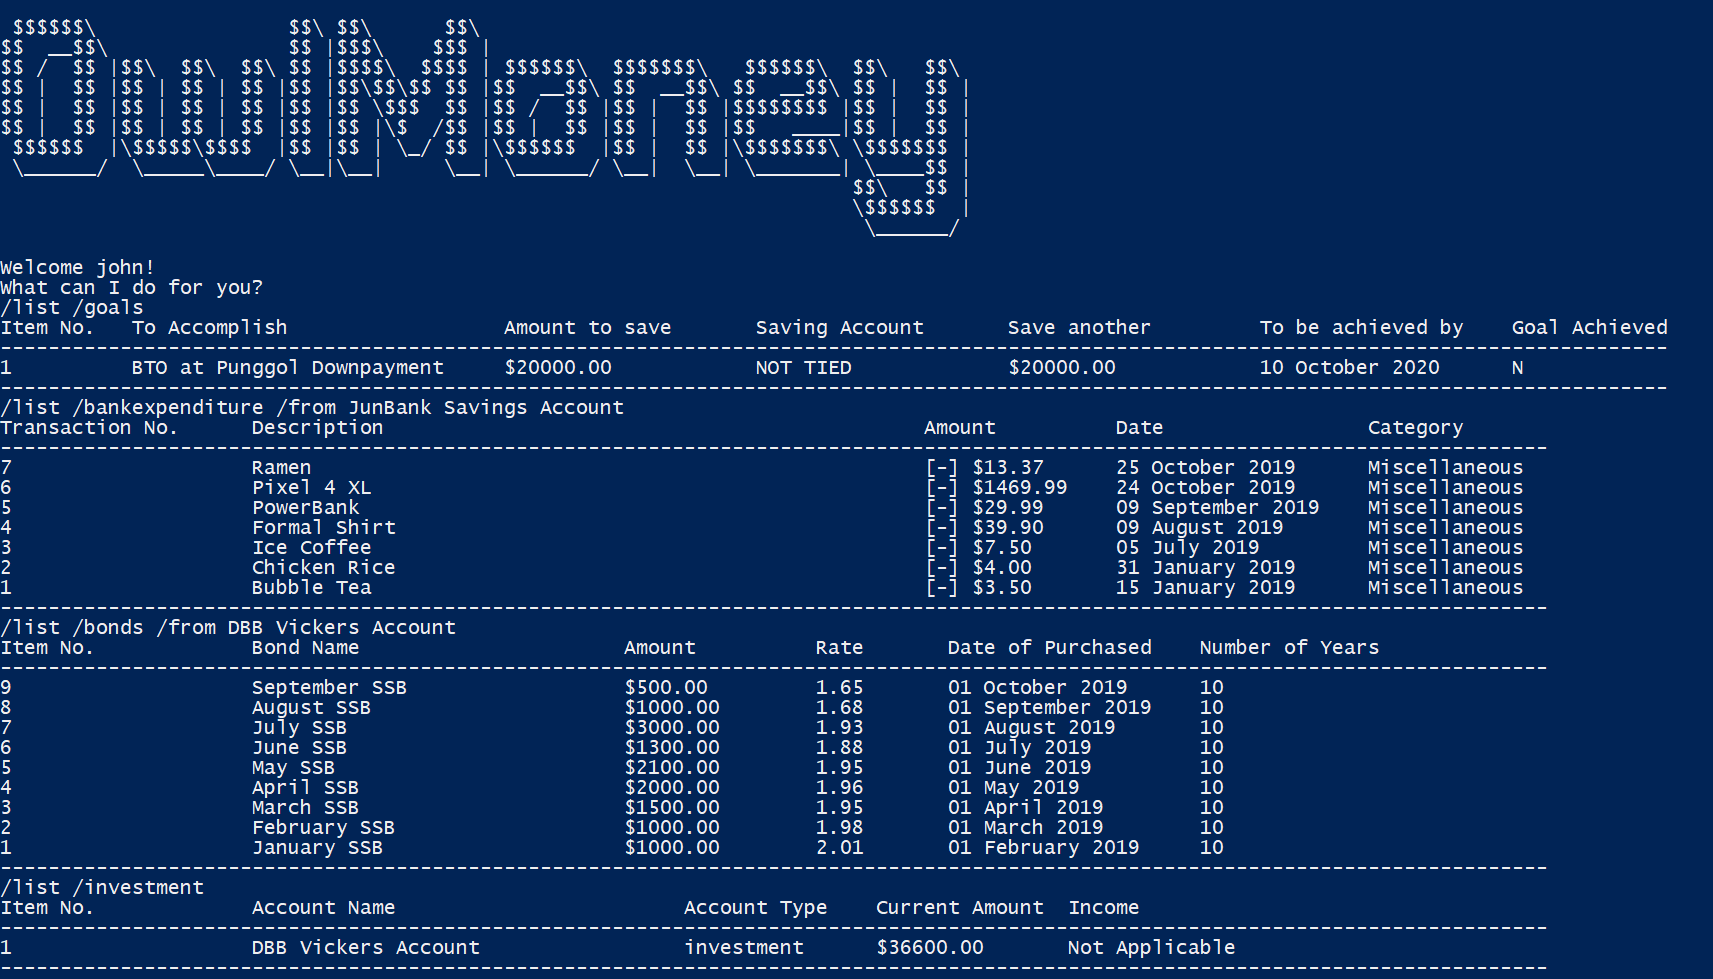 OwlMoney
Welcome john!
What can I do for you?
/list /goals
Item No. To Accomplish Amount to save Saving Account Save another To be achieved by Goal Achieved
1 BTO at Punggol Downpayment $20000.00 NOT TIED $20000.00 10 October 2020 N
/list /bankexpenditure /from JunBank Savings Account
Transaction No. Description Amount Date Category
7 Ramen [-] $13.37 25 October 2019 Miscellaneous
6 Pixel 4 XL [-] $1469.99 24 October 2019 Miscellaneous
5 PowerBank [-] $29.99 09 September 2019 Miscellaneous
4 Formal Shirt [-] $39.90 09 August 2019 Miscellaneous
3 Ice Coffee [-] $7.50 05 July 2019 Miscellaneous
2 Chicken Rice [-] $4.00 31 January 2019 Miscellaneous
1 Bubble Tea [-] $3.50 15 January 2019 Miscellaneous
/list /bonds /from DBB Vickers Account
Item No. Bond Name Amount Rate Date of Purchased Number of Years
9 September SSB $500.00 1.65 01 October 2019 10
8 August SSB $1000.00 1.68 01 September 2019 10
7 July SSB $3000.00 1.93 01 August 2019 10
6 June SSB $1300.00 1.88 01 July 2019 10
5 May SSB $2100.00 1.95 01 June 2019 10
4 April SSB $2000.00 1.96 01 May 2019 10
3 March SSB $1500.00 1.95 01 April 2019 10
2 February SSB $1000.00 1.98 01 March 2019 10
1 January SSB $1000.00 2.01 01 February 2019 10
/list /investment
Item No. Account Name Account Type Current Amount Income
1 DBB Vickers Account investment $36600.00 Not Applicable